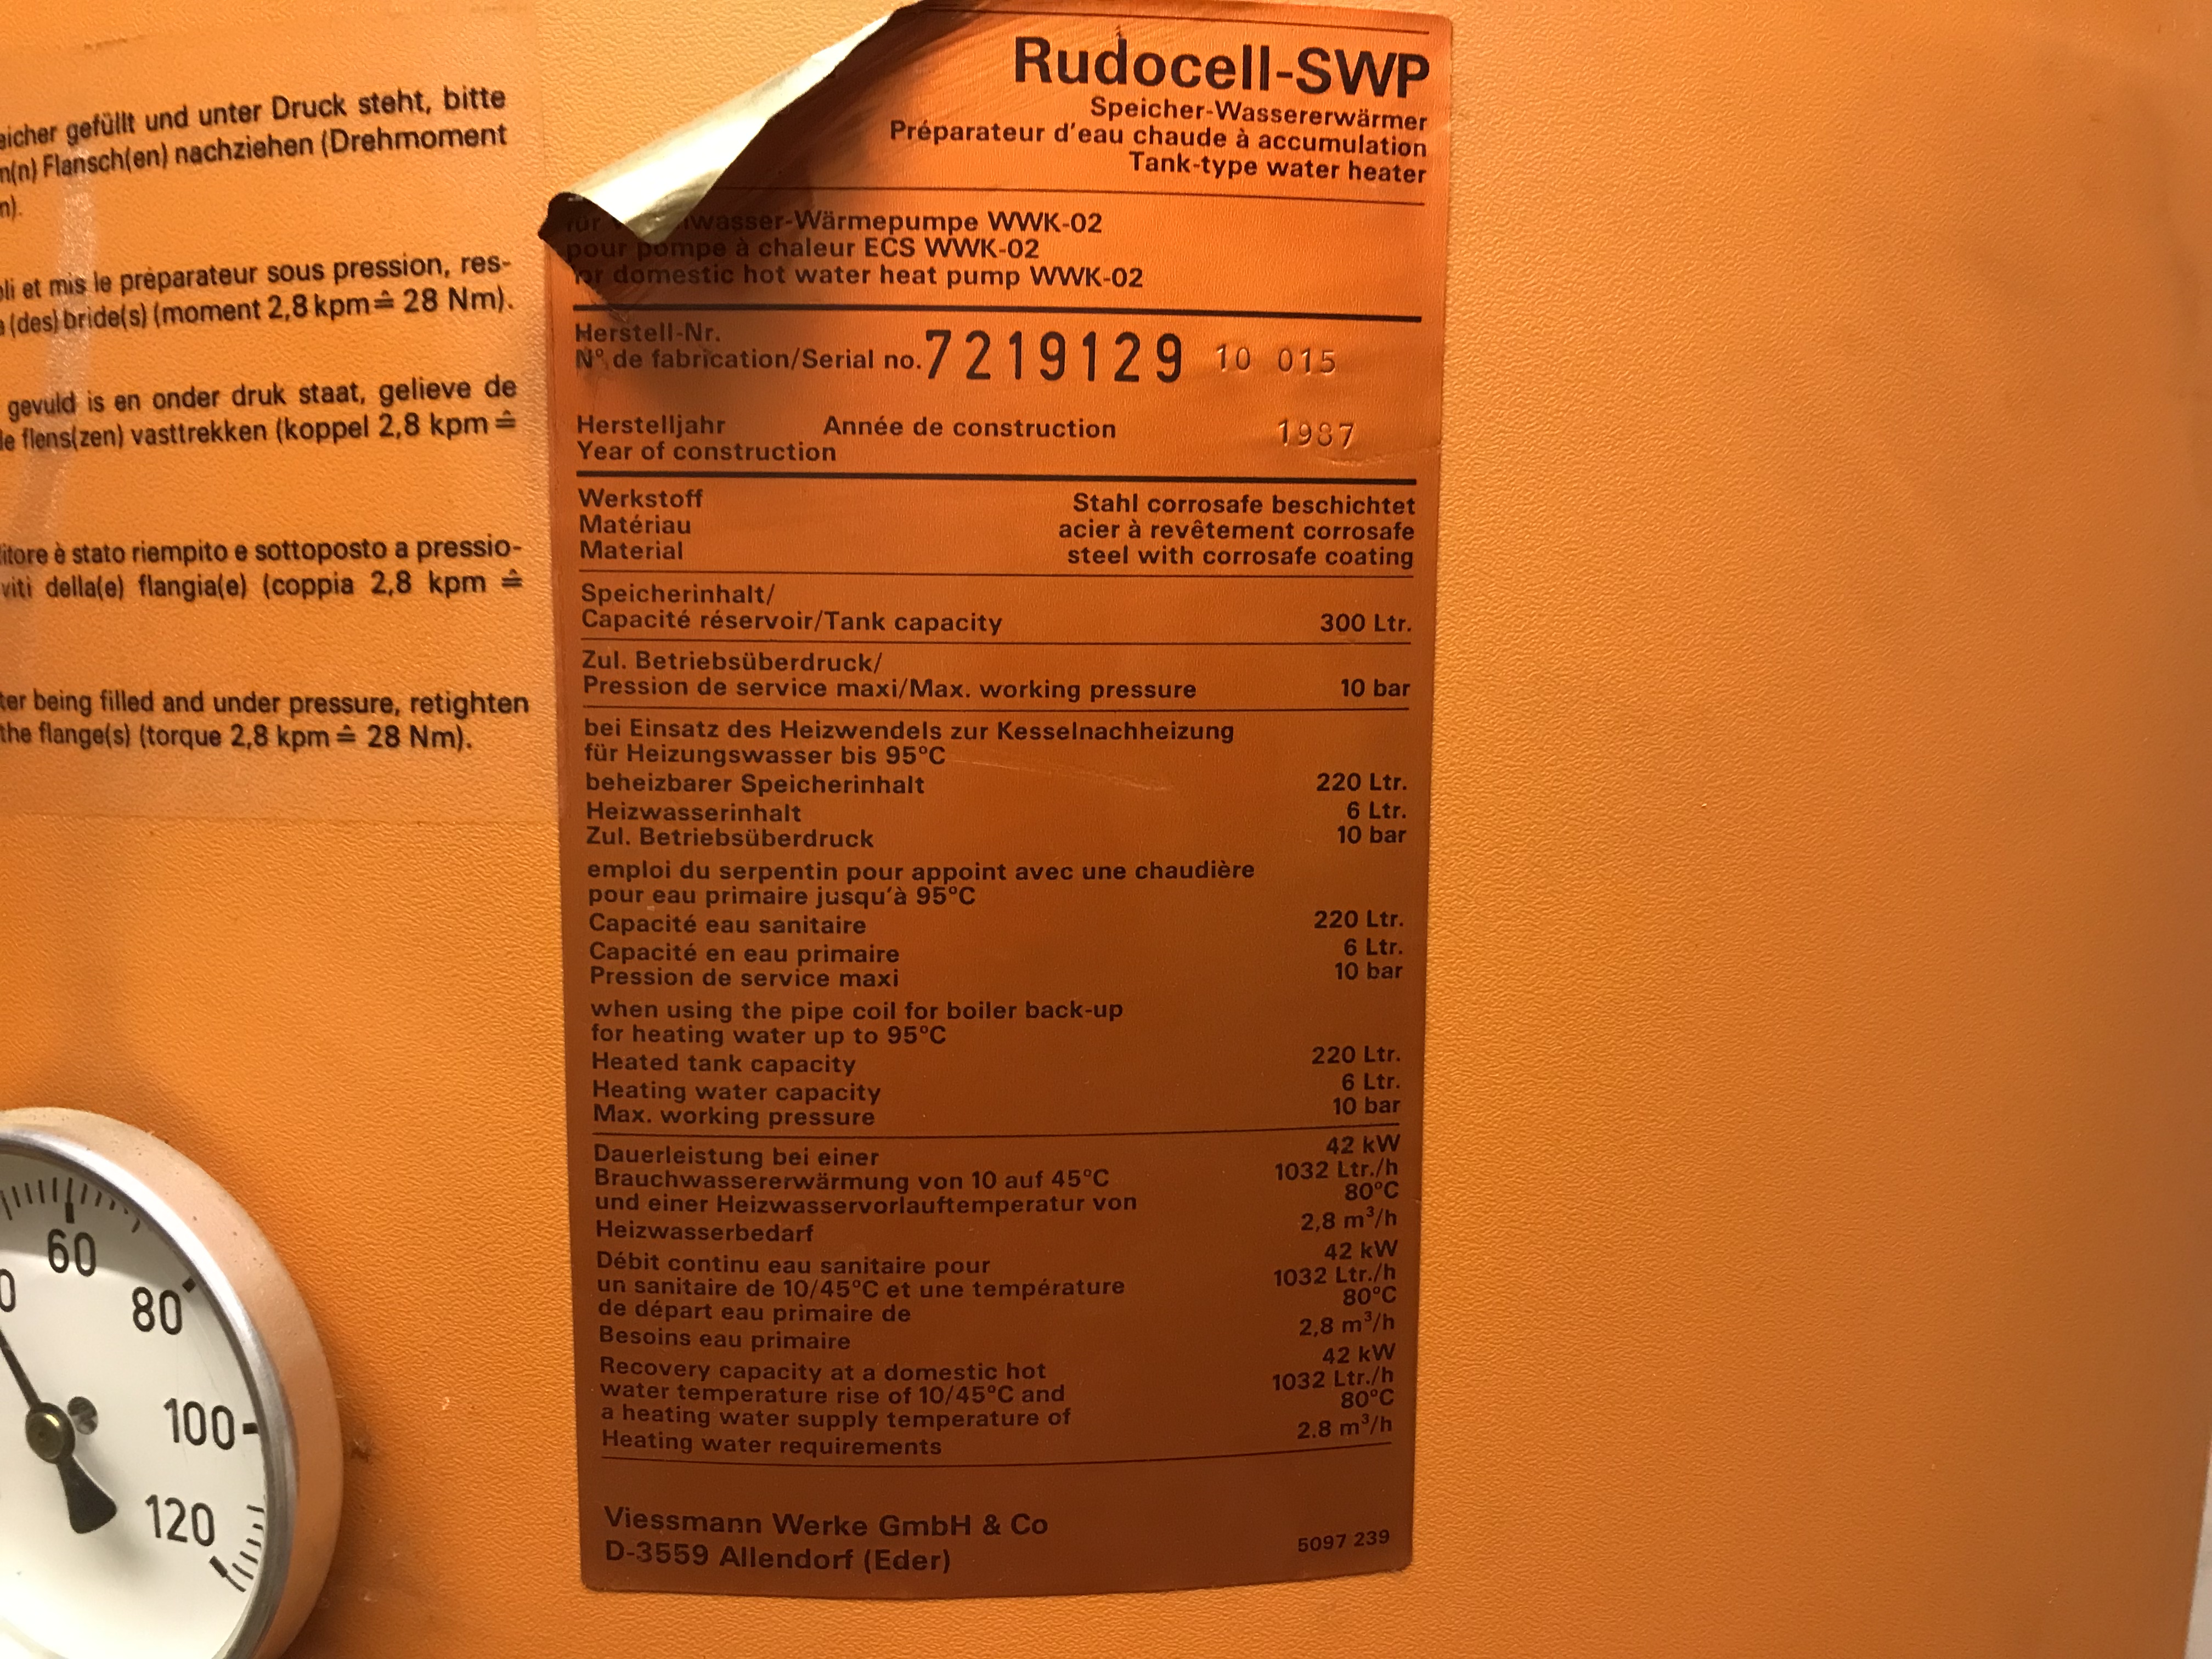 eicher gefüllt und unter Druck steht, bitte
n(n) Flansch(en) nachziehen (Drehmoment
n).
li et mis le préparateur sous pression, res-
(des) bride(s) (moment 2,8 kpm ≙ 28 Nm).
gevuld is en onder druk staat, gelieve de
le flens(zen) vasttrekken (koppel 2,8 kpm ≙
litore è stato riempito e sottoposto a pressio-
viti della(e) flangia(e) (coppia 2,8 kpm ≙
ter being filled and under pressure, retighten
the flange(s) (torque 2,8 kpm ≙ 28 Nm).
60
80
100
120
Rudocell-SWP
Speicher-Wassererwärmer
Préparateur d'eau chaude à accumulation
Tank-type water heater
für wasser-Wärmepumpe WWK-02
pour pompe à chaleur ECS WWK-02
or domestic hot water heat pump WWK-02
Herstell-Nr.
N° de fabrication/Serial no. 7219129 10 015
Herstelljahr Année de construction 1987
Year of construction
Werkstoff Stahl corrosafe beschichtet
Matériau acier à revêtement corrosafe
Material steel with corrosafe coating
Speicherinhalt/
Capacité réservoir/Tank capacity 300 Ltr.
Zul. Betriebsüberdruck/
Pression de service maxi/Max. working pressure 10 bar
bei Einsatz des Heizwendels zur Kesselnachheizung
für Heizungswasser bis 95°C
beheizbarer Speicherinhalt 220 Ltr.
Heizwasserinhalt 6 Ltr.
Zul. Betriebsüberdruck 10 bar
emploi du serpentin pour appoint avec une chaudière
pour eau primaire jusqu'à 95°C
Capacité eau sanitaire 220 Ltr.
Capacité en eau primaire 6 Ltr.
Pression de service maxi 10 bar
when using the pipe coil for boiler back-up
for heating water up to 95°C
Heated tank capacity 220 Ltr.
Heating water capacity 6 Ltr.
Max. working pressure 10 bar
Dauerleistung bei einer 42 kW
Brauchwassererwärmung von 10 auf 45°C 1032 Ltr./h
und einer Heizwasservorlauftemperatur von 80°C
Heizwasserbedarf 2,8 m³/h
Débit continu eau sanitaire pour 42 kW
un sanitaire de 10/45°C et une température 1032 Ltr./h
de départ eau primaire de 80°C
Besoins eau primaire 2,8 m³/h
Recovery capacity at a domestic hot 42 kW
water temperature rise of 10/45°C and 1032 Ltr./h
a heating water supply temperature of 80°C
Heating water requirements 2.8 m³/h
Viessmann Werke GmbH & Co
D-3559 Allendorf (Eder) 5097 239